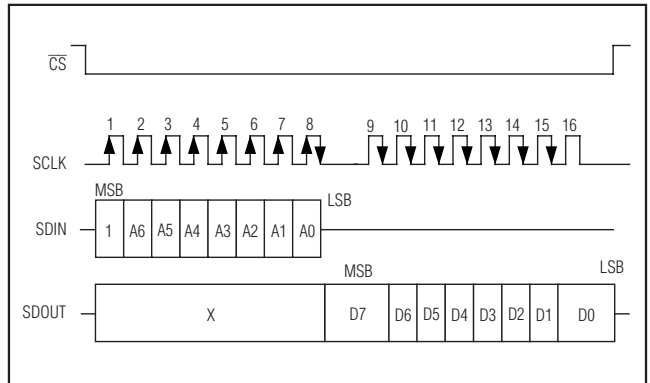 CS
1 2 3 4 5 6 7 8 9 10 11 12 13 14 15 16
SCLK
MSB
LSB
SDIN 1 A6 A5 A4 A3 A2 A1 A0
MSB
LSB
SDOUT X D7 D6 D5 D4 D3 D2 D1 D0